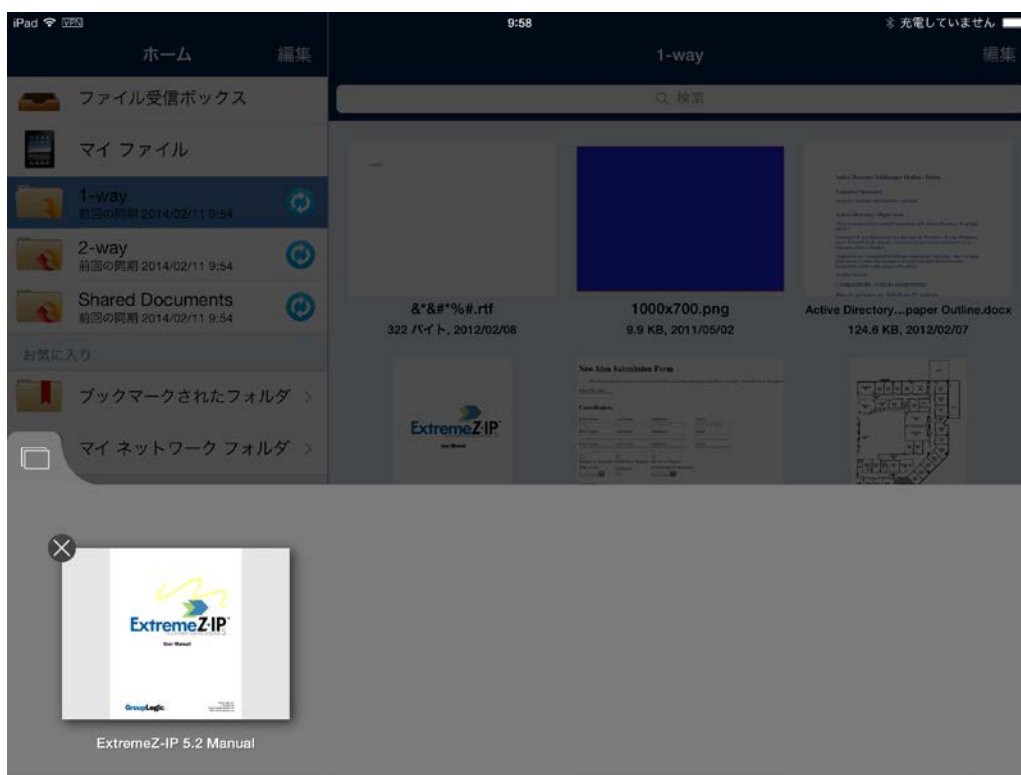 iPad VPN
9:58
充電していません
ホーム
編集
1-way
編集
検索
ファイル受信ボックス
マイ ファイル
1-way
前回の同期 2014/02/11 9:54
2-way
前回の同期 2014/02/11 9:54
Shared Documents
前回の同期 2014/02/11 9:54
お気に入り
ブックマークされたフォルダ
マイ ネットワーク フォルダ
&*&#*%#.rtf
322 バイト, 2012/02/08
1000x700.png
9.9 KB, 2011/05/02
Active Directory...paper Outline.docx
124.6 KB, 2012/02/07
ExtremeZ-IP
User Manual
New Idea Submission Form
Contributors
ExtremeZ-IP
User Manual
GroupLogic
ExtremeZ-IP 5.2 Manual